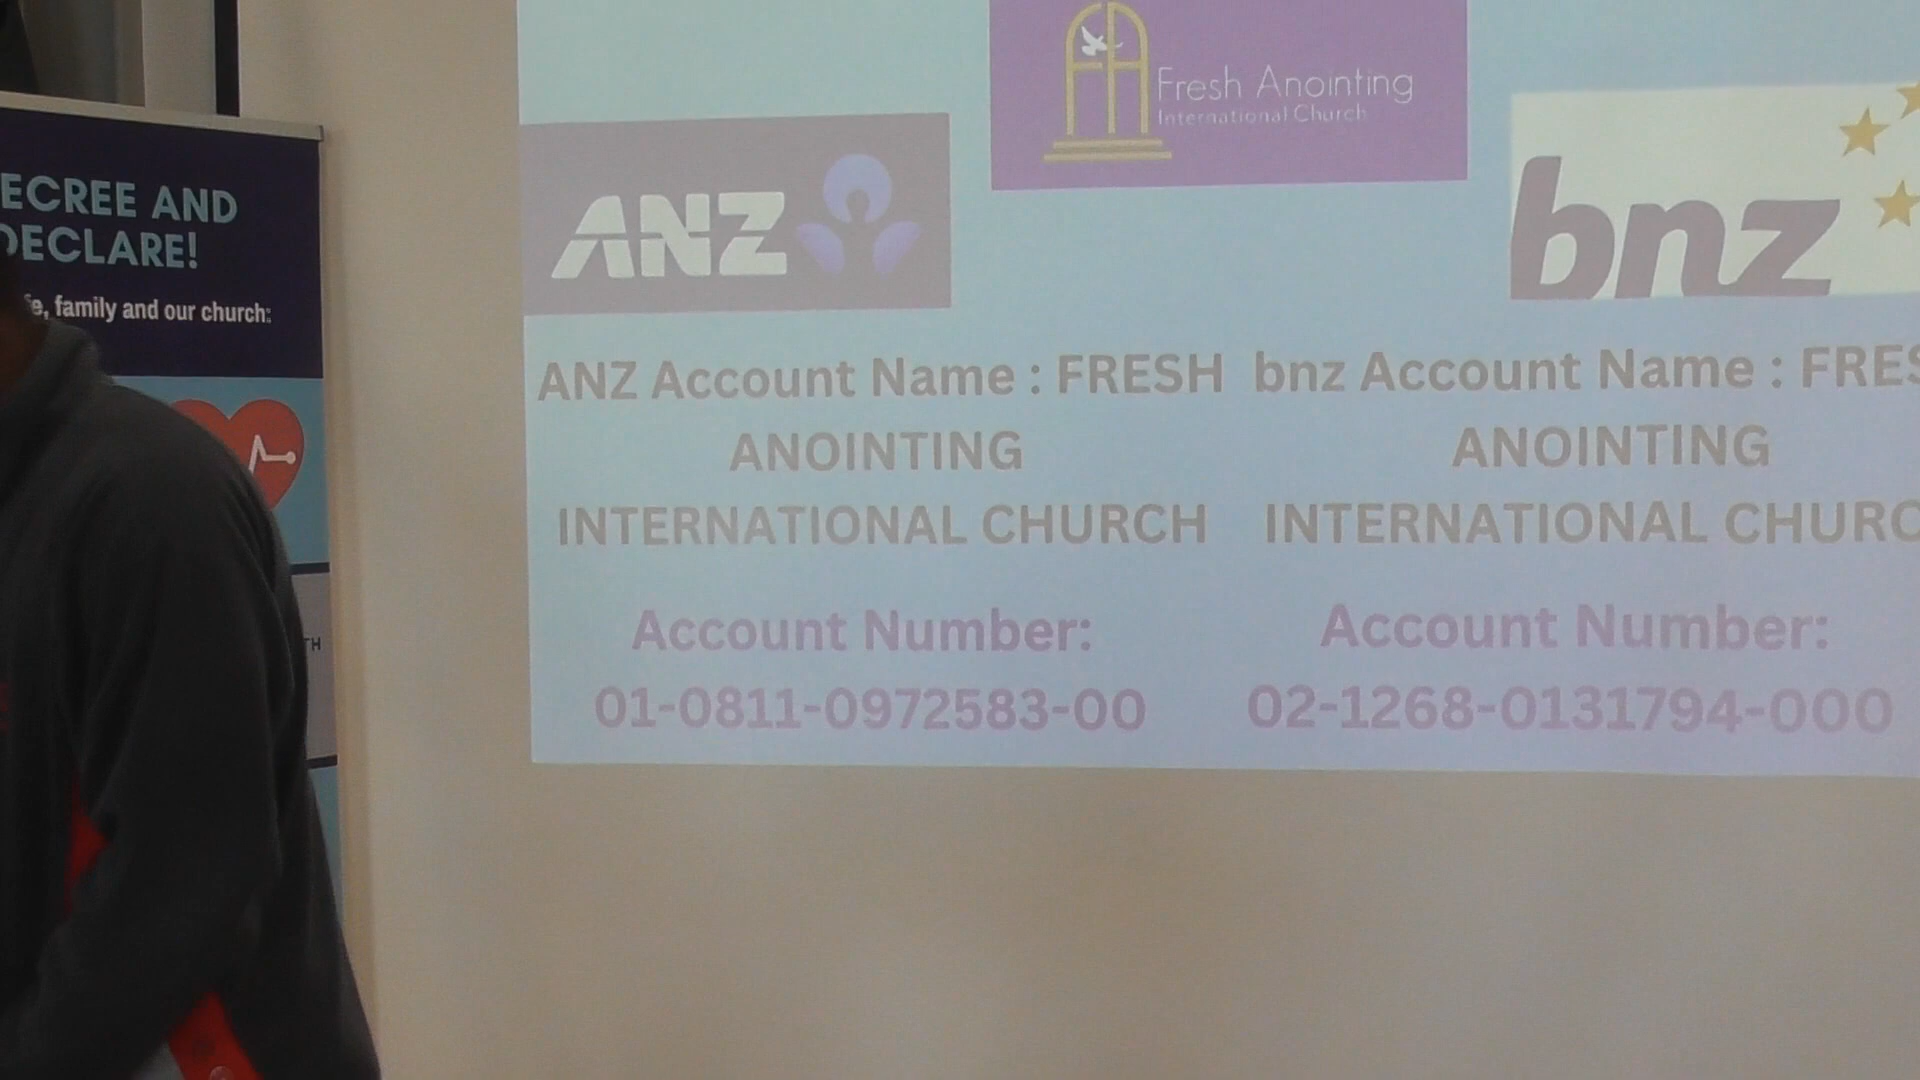 ECREE AND
DECLARE!
e, family and our church:
TH
Fresh Anointing
International Church
ANZ
bnz
ANZ Account Name : FRESH
ANOINTING
INTERNATIONAL CHURCH
Account Number:
01-0811-0972583-00
bnz Account Name : FRES
ANOINTING
INTERNATIONAL CHURC
Account Number:
02-1268-0131794-000